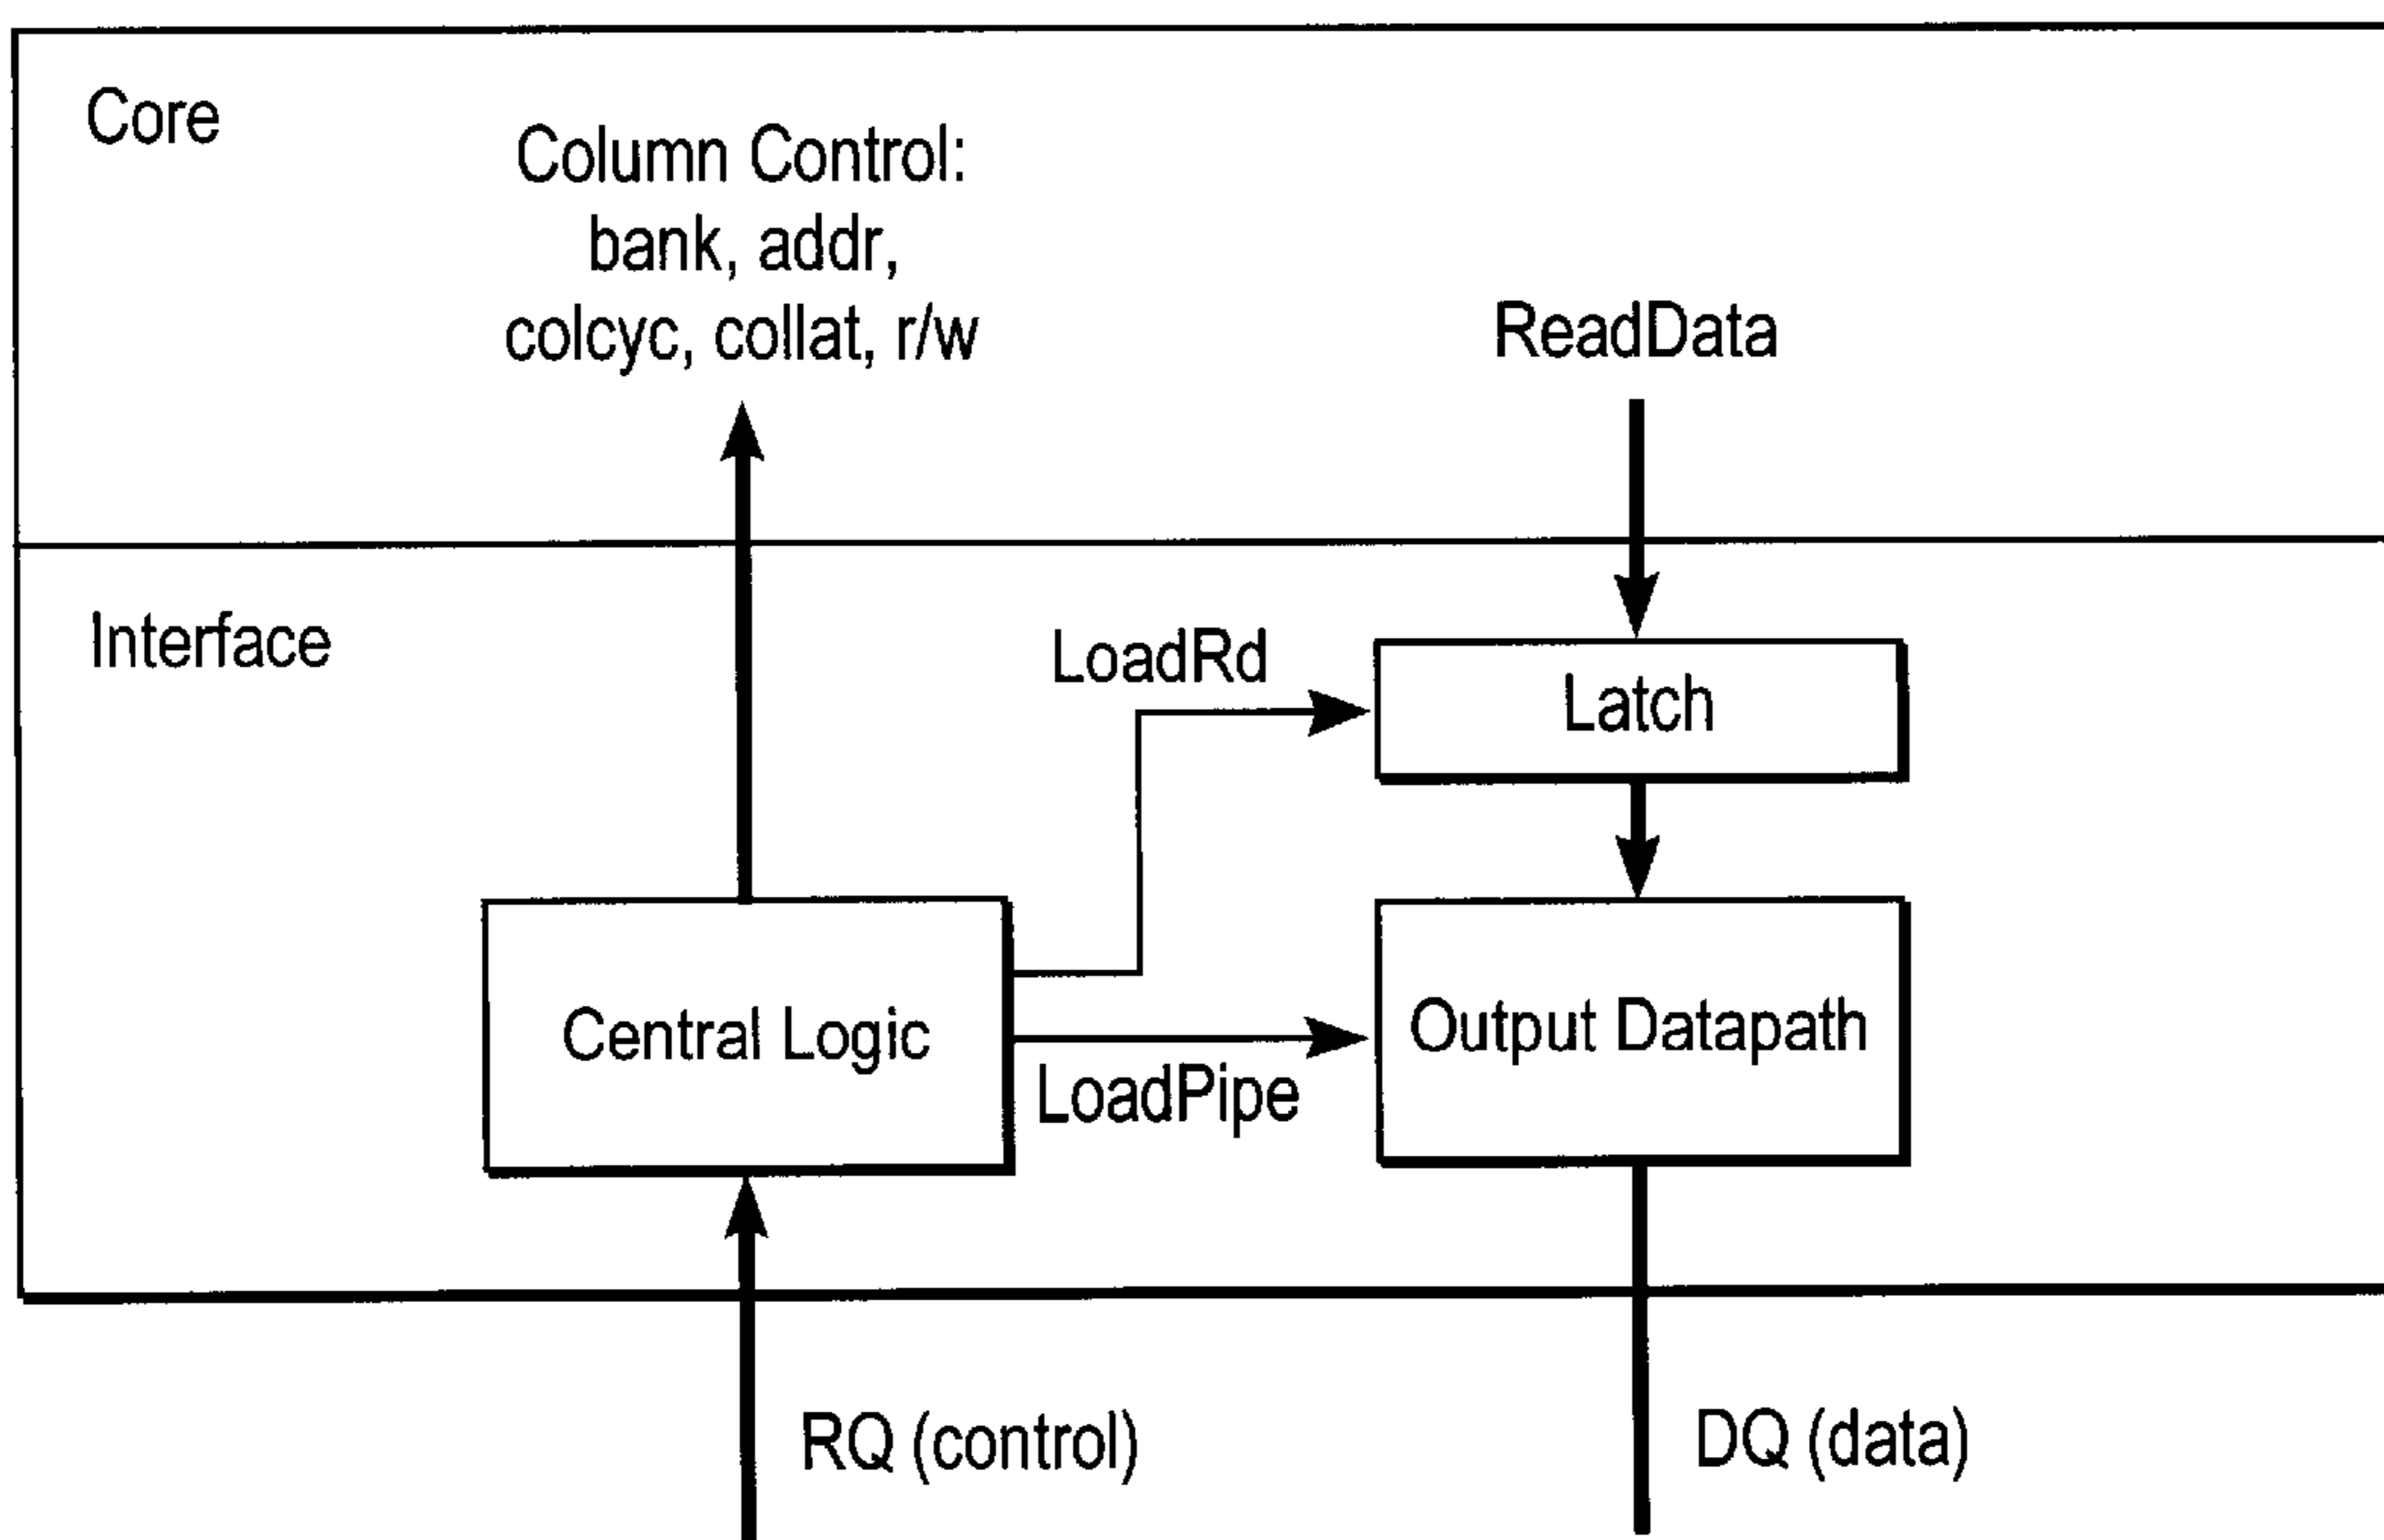 Core
Column Control:
bank, addr,
colcyc, collat, r/w
ReadData
Interface
LoadRd
Latch
Central Logic
Output Datapath
LoadPipe
RQ (control)
DQ (data)